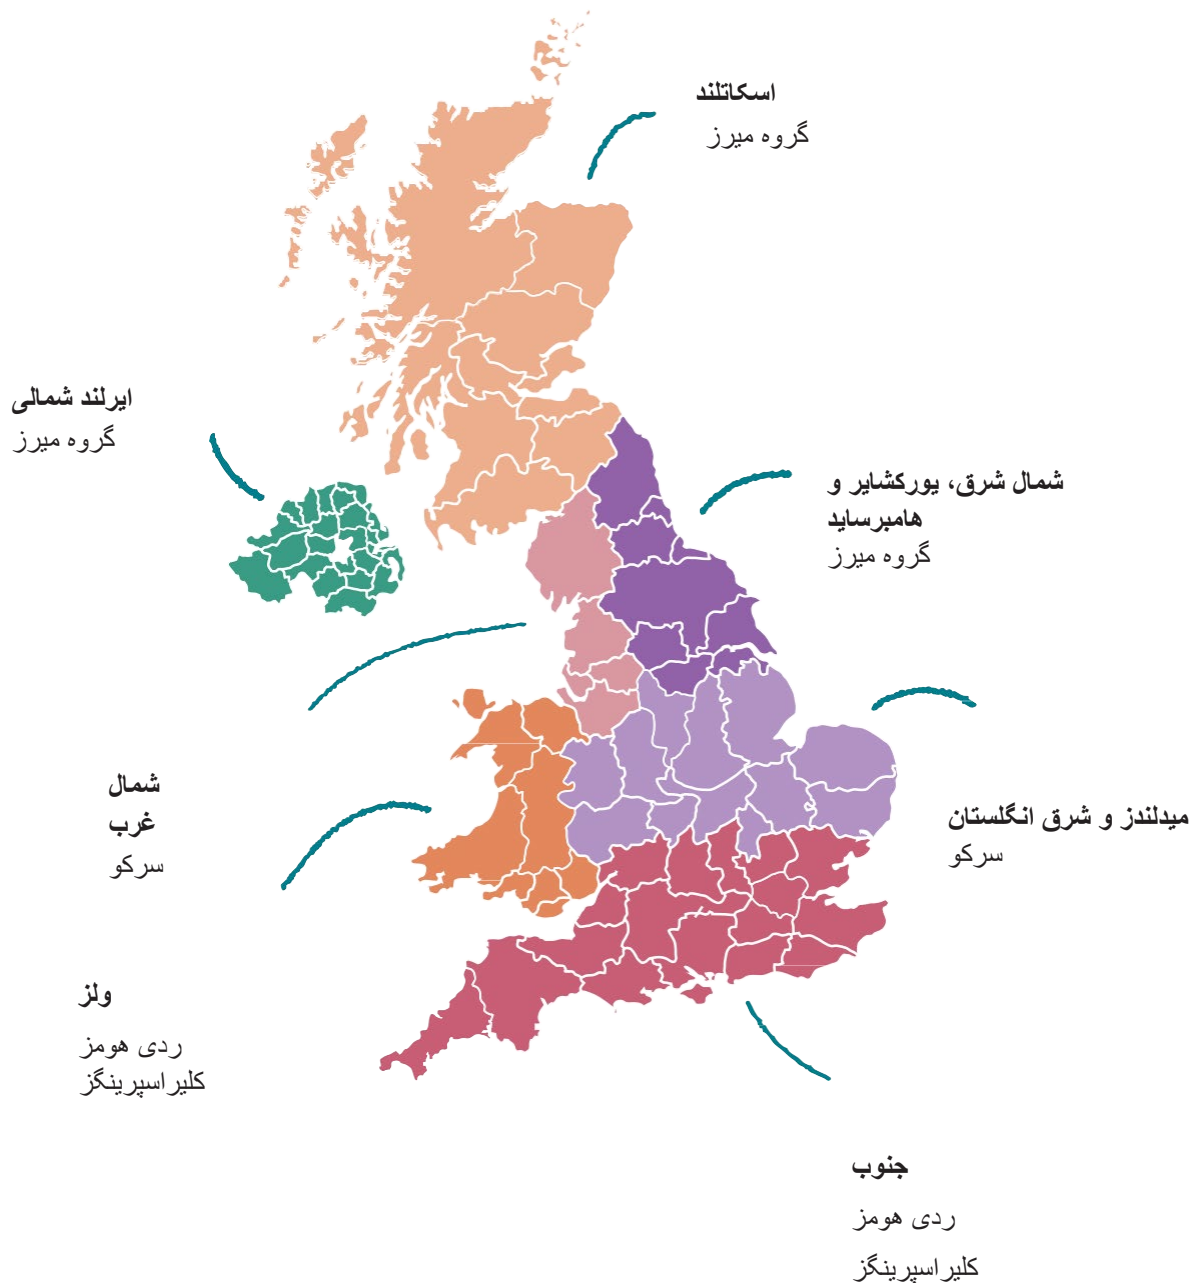 اسکاتلند
گروه میرز
ایرلند شمالی
گروه میرز
شمال شرق، یورکشایر و
هامبرساید
گروه میرز
شمال
غرب
سرکو
میدلندز و شرق انگلستان
سرکو
ولز
ردی هومز
کلیراسپرینگز
جنوب
ردی هومز
کلیراسپرینگز